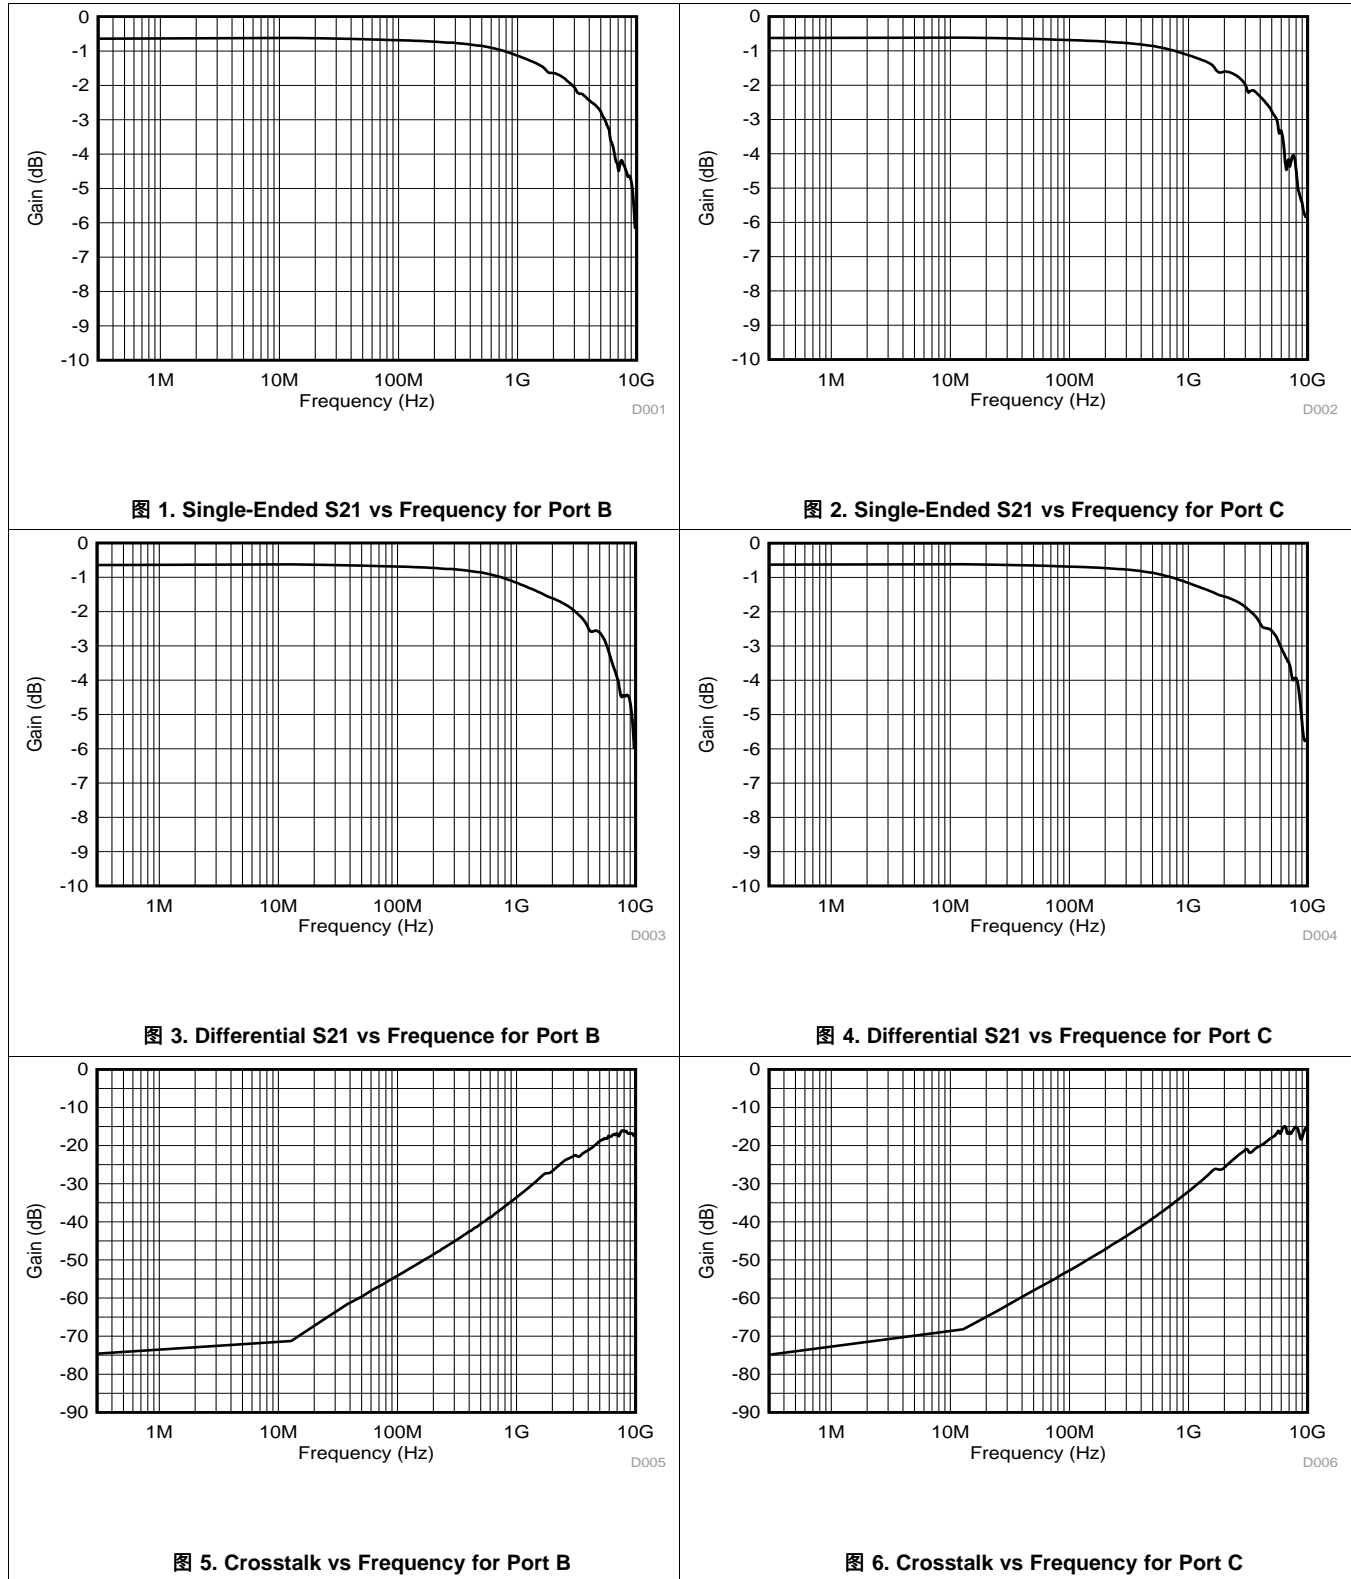 0
-1
-2
-3
-4
-5
-6
-7
-8
-9
-10
Gain (dB)
1M 10M 100M 1G 10G
Frequency (Hz)
D001
图 1. Single-Ended S21 vs Frequency for Port B
0
-1
-2
-3
-4
-5
-6
-7
-8
-9
-10
Gain (dB)
1M 10M 100M 1G 10G
Frequency (Hz)
D002
图 2. Single-Ended S21 vs Frequency for Port C
0
-1
-2
-3
-4
-5
-6
-7
-8
-9
-10
Gain (dB)
1M 10M 100M 1G 10G
Frequency (Hz)
D003
图 3. Differential S21 vs Frequence for Port B
0
-1
-2
-3
-4
-5
-6
-7
-8
-9
-10
Gain (dB)
1M 10M 100M 1G 10G
Frequency (Hz)
D004
图 4. Differential S21 vs Frequence for Port C
0
-10
-20
-30
-40
-50
-60
-70
-80
-90
Gain (dB)
1M 10M 100M 1G 10G
Frequency (Hz)
D005
图 5. Crosstalk vs Frequency for Port B
0
-10
-20
-30
-40
-50
-60
-70
-80
-90
Gain (dB)
1M 10M 100M 1G 10G
Frequency (Hz)
D006
图 6. Crosstalk vs Frequency for Port C